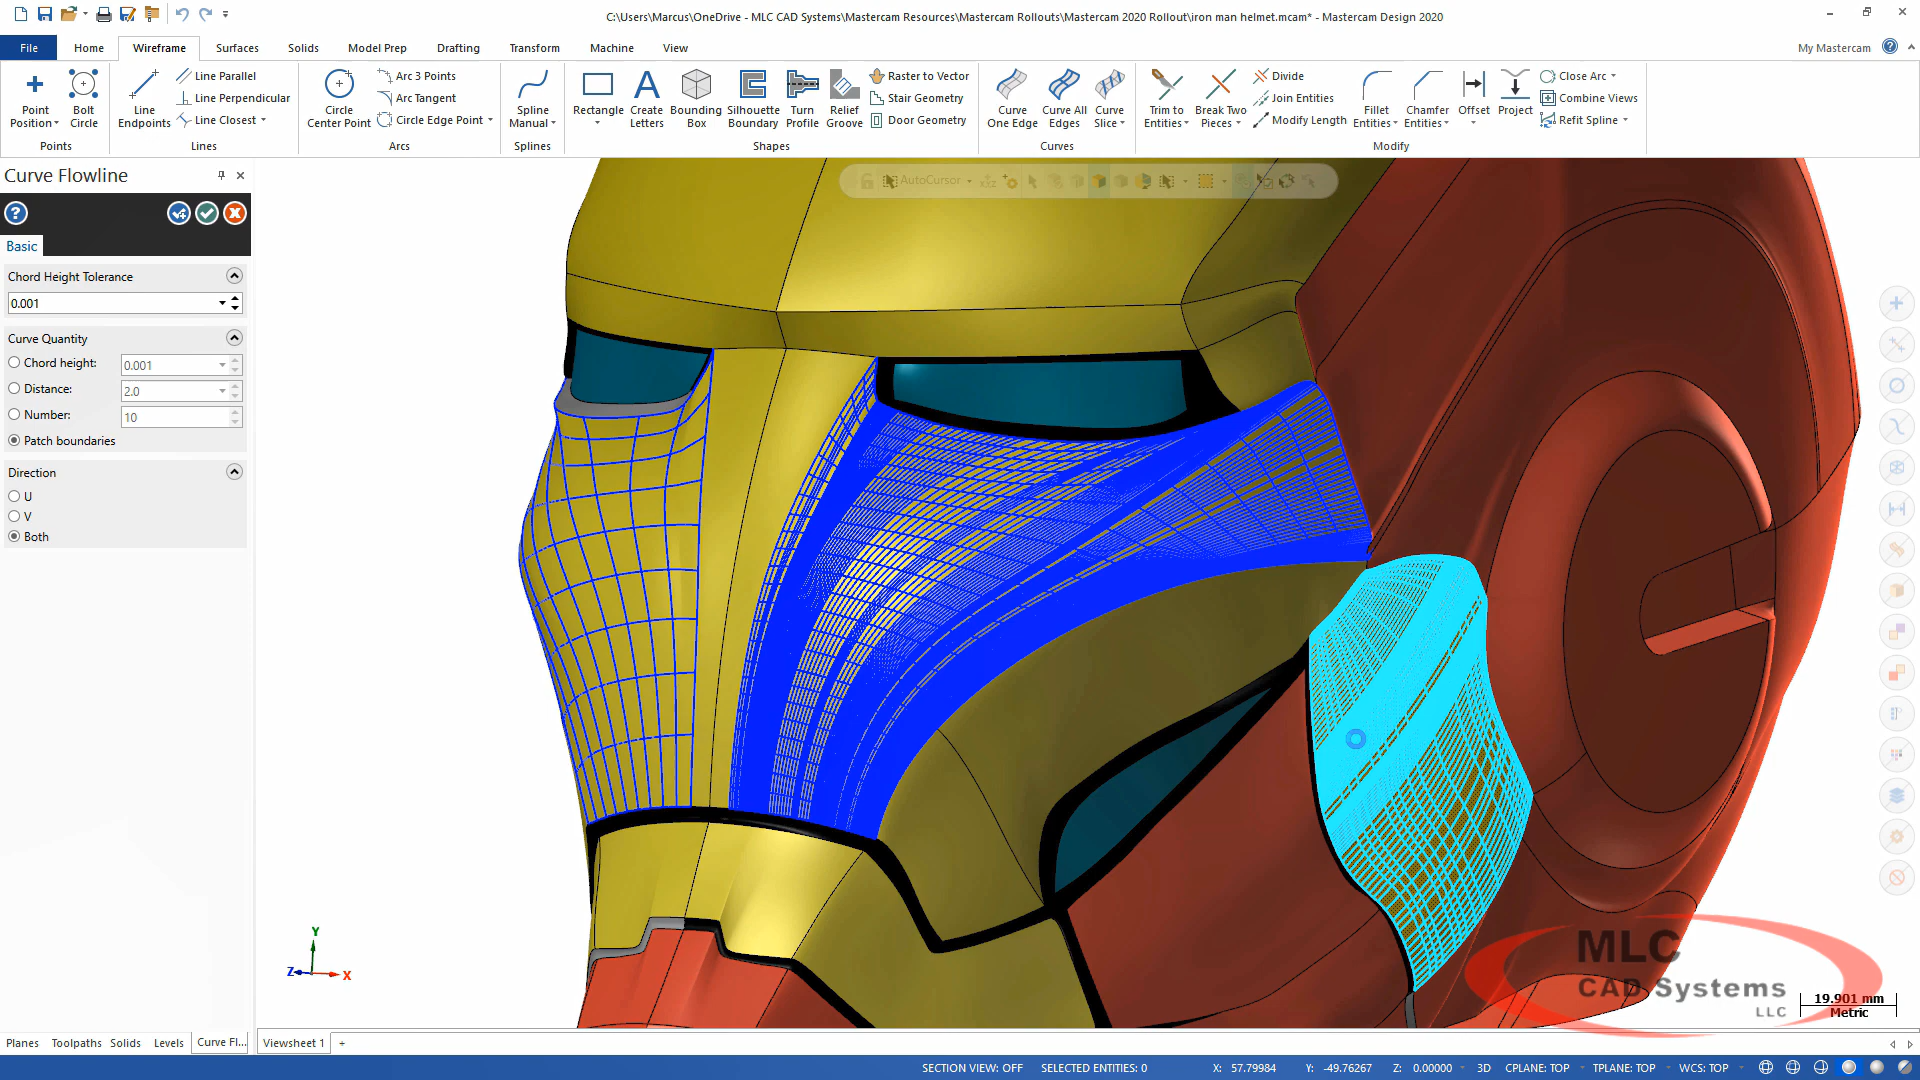 C:\Users\Marcus\OneDrive - MLC CAD Systems\Mastercam Resources\Mastercam Rollouts\Mastercam 2020 Rollout\iron man helmet.mcam* - Mastercam Design 2020
File Home Wireframe Surfaces Solids Model Prep Drafting Transform Machine View My Mastercam
Point Position
Bolt Circle
Points
Line Endpoints
Line Parallel
Line Perpendicular
Line Closest
Lines
Circle Center Point
Arc 3 Points
Arc Tangent
Circle Edge Point
Arcs
Spline Manual
Splines
Rectangle
Create Letters
Bounding Box
Silhouette Boundary
Turn Profile
Relief Groove
Raster to Vector
Stair Geometry
Door Geometry
Shapes
Curve One Edge
Curve All Edges
Curve Slice
Curves
Trim to Entities
Break Two Pieces
Divide
Join Entities
Modify Length
Fillet Entities
Chamfer Entities
Offset
Project
Close Arc
Combine Views
Refit Spline
Modify
Curve Flowline
Basic
Chord Height Tolerance
0.001
Curve Quantity
Chord height: 0.001
Distance: 2.0
Number: 10
Patch boundaries
Direction
U
V
Both
AutoCursor
Y
Z X
MLC
CAD Systems
LLC
19.901 mm
Metric
Planes Toolpaths Solids Levels Curve Fl...
Viewsheet 1 +
SECTION VIEW: OFF SELECTED ENTITIES: 0 X: 57.79984 Y: -49.76267 Z: 0.00000 3D CPLANE: TOP TPLANE: TOP WCS: TOP